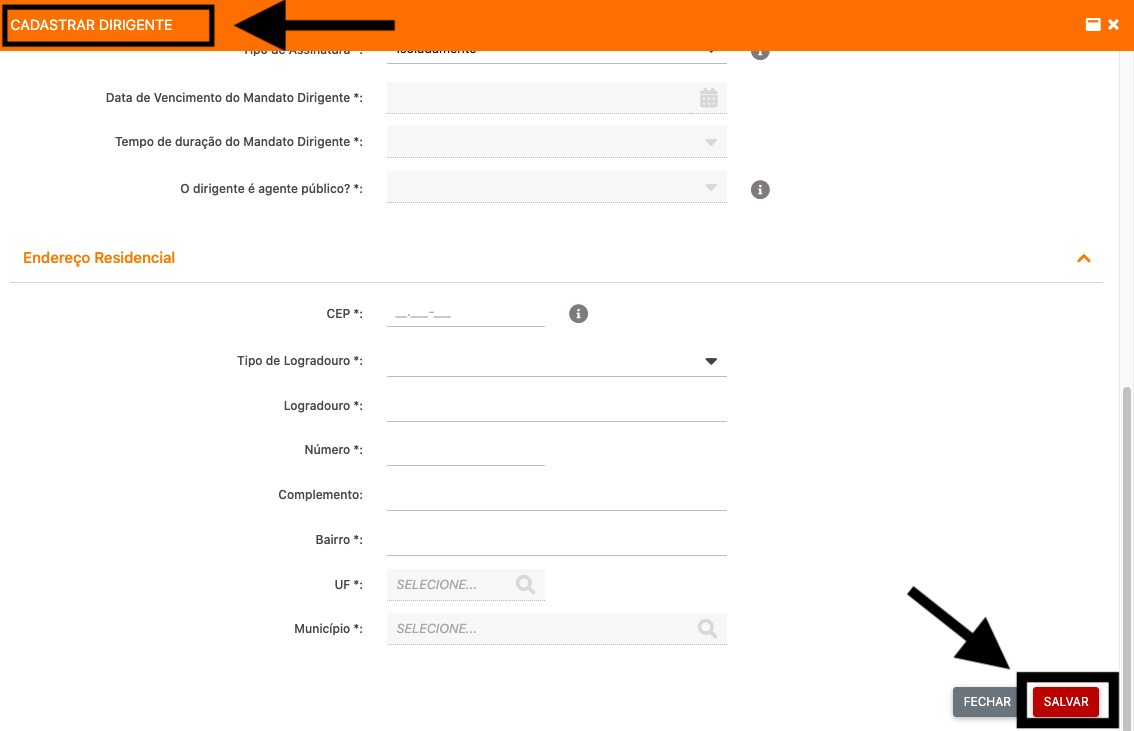 CADASTRAR DIRIGENTE
Tipo de Assinatura *: Isoladamente
Data de Vencimento do Mandato Dirigente *:
Tempo de duração do Mandato Dirigente *:
O dirigente é agente público? *:
Endereço Residencial
CEP *: __.___-___
Tipo de Logradouro *:
Logradouro *:
Número *:
Complemento:
Bairro *:
UF *: SELECIONE...
Município *: SELECIONE...
FECHAR SALVAR